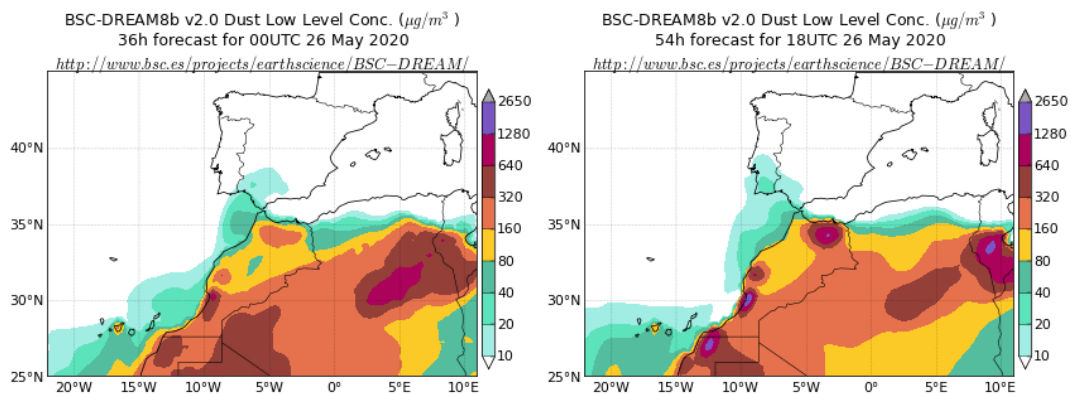 BSC-DREAM8b v2.0 Dust Low Level Conc. (μg/m³ )
36h forecast for 00UTC 26 May 2020
http://www.bsc.es/projects/earthscience/BSC−DREAM/
40°N
35°N
30°N
25°N
20°W 15°W 10°W 5°W 0° 5°E 10°E
2650
1280
640
320
160
80
40
20
10
BSC-DREAM8b v2.0 Dust Low Level Conc. (μg/m³ )
54h forecast for 18UTC 26 May 2020
http://www.bsc.es/projects/earthscience/BSC−DREAM/
40°N
35°N
30°N
25°N
20°W 15°W 10°W 5°W 0° 5°E 10°E
2650
1280
640
320
160
80
40
20
10